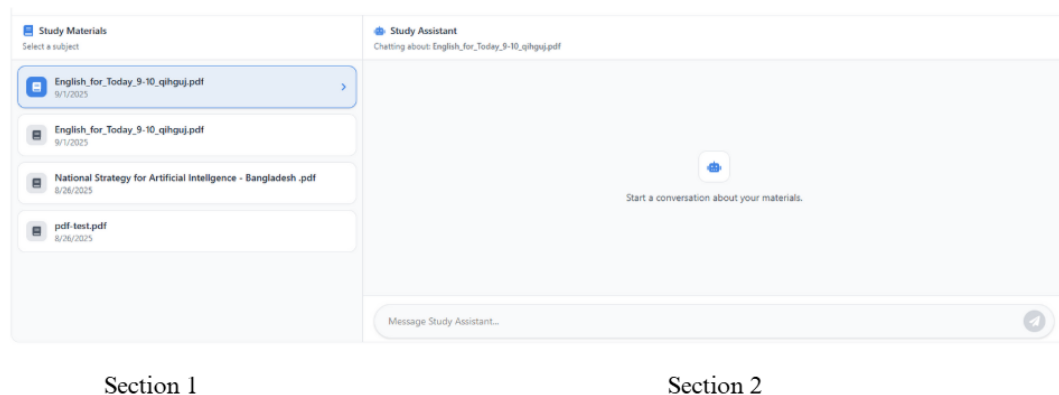 Study Materials
Select a subject
English_for_Today_9-10_qihguj.pdf
9/1/2025
English_for_Today_9-10_qihguj.pdf
9/1/2025
National Strategy for Artificial Intellgence - Bangladesh .pdf
8/26/2025
pdf-test.pdf
8/26/2025
Study Assistant
Chatting about: English_for_Today_9-10_qihguj.pdf
Start a conversation about your materials.
Message Study Assistant...
Section 1
Section 2